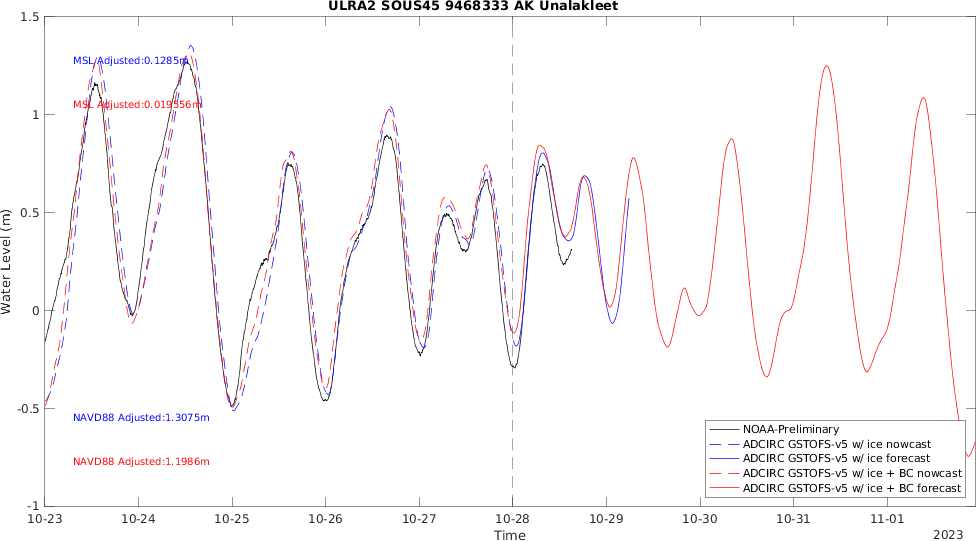 ULRA2 SOUS45 9468333 AK Unalakleet
1.5
1
0.5
0
-0.5
-1
Water Level (m)
MSL Adjusted:0.1285m
MSL Adjusted:0.019556m
NAVD88 Adjusted:1.3075m
NAVD88 Adjusted:1.1986m
NOAA-Preliminary
ADCIRC GSTOFS-v5 w/ ice nowcast
ADCIRC GSTOFS-v5 w/ ice forecast
ADCIRC GSTOFS-v5 w/ ice + BC nowcast
ADCIRC GSTOFS-v5 w/ ice + BC forecast
10-23 10-24 10-25 10-26 10-27 10-28 10-29 10-30 10-31 11-01
Time
2023